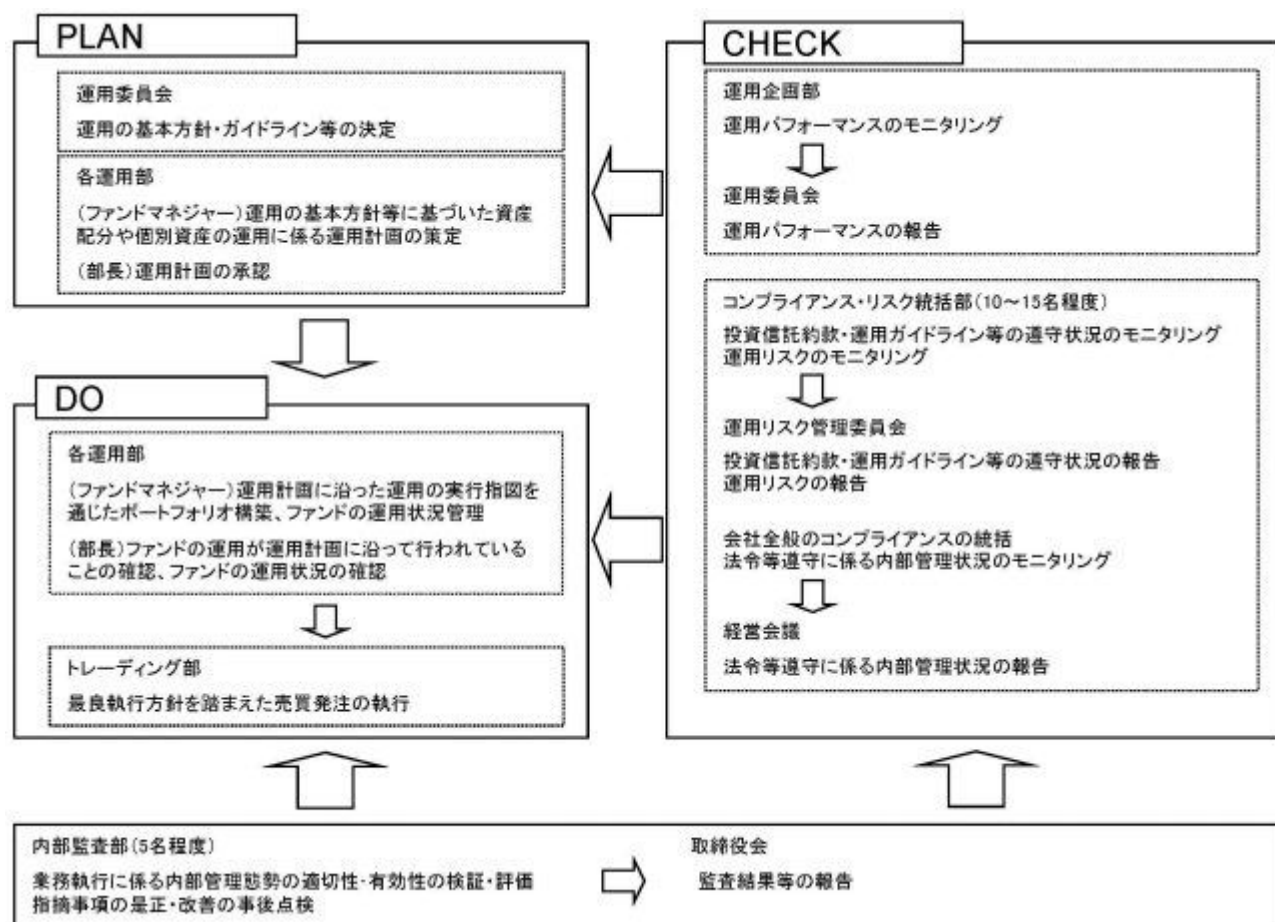 PLAN
運用委員会
運用の基本方針・ガイドライン等の決定
各運用部
(ファンドマネジャー)運用の基本方針等に基づいた資産
配分や個別資産の運用に係る運用計画の策定
(部長)運用計画の承認
DO
各運用部
(ファンドマネジャー)運用計画に沿った運用の実行指図を
通じたポートフォリオ構築、ファンドの運用状況管理
(部長)ファンドの運用が運用計画に沿って行われている
ことの確認、ファンドの運用状況の確認
トレーディング部
最良執行方針を踏まえた売買発注の執行
CHECK
運用企画部
運用パフォーマンスのモニタリング
運用委員会
運用パフォーマンスの報告
コンプライアンス・リスク統括部(10~15名程度)
投資信託約款・運用ガイドライン等の遵守状況のモニタリング
運用リスクのモニタリング
運用リスク管理委員会
投資信託約款・運用ガイドライン等の遵守状況の報告
運用リスクの報告
会社全般のコンプライアンスの統括
法令等遵守に係る内部管理状況のモニタリング
経営会議
法令等遵守に係る内部管理状況の報告
内部監査部(5名程度)
業務執行に係る内部管理態勢の適切性・有効性の検証・評価
指摘事項の是正・改善の事後点検
取締役会
監査結果等の報告